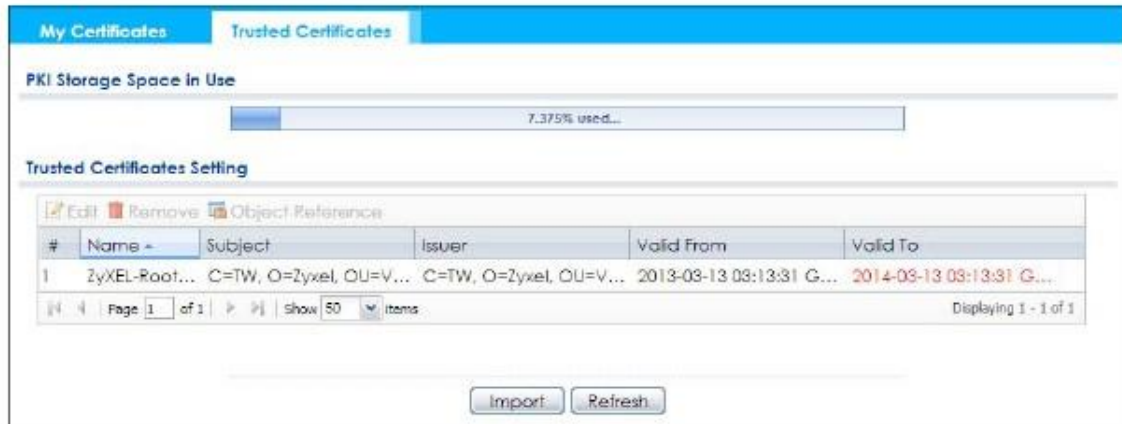 My Certificates Trusted Certificates
PKI Storage Space in Use
7.375% used...
Trusted Certificates Setting
Edit Remove Object Reference
# Name Subject Issuer Valid From Valid To
1 ZyXEL-Root... C=TW, O=Zyxel, OU=V... C=TW, O=Zyxel, OU=V... 2013-03-13 03:13:31 G... 2014-03-13 03:13:31 G...
Page 1 of 1 Show 50 items Displaying 1 - 1 of 1
Import Refresh